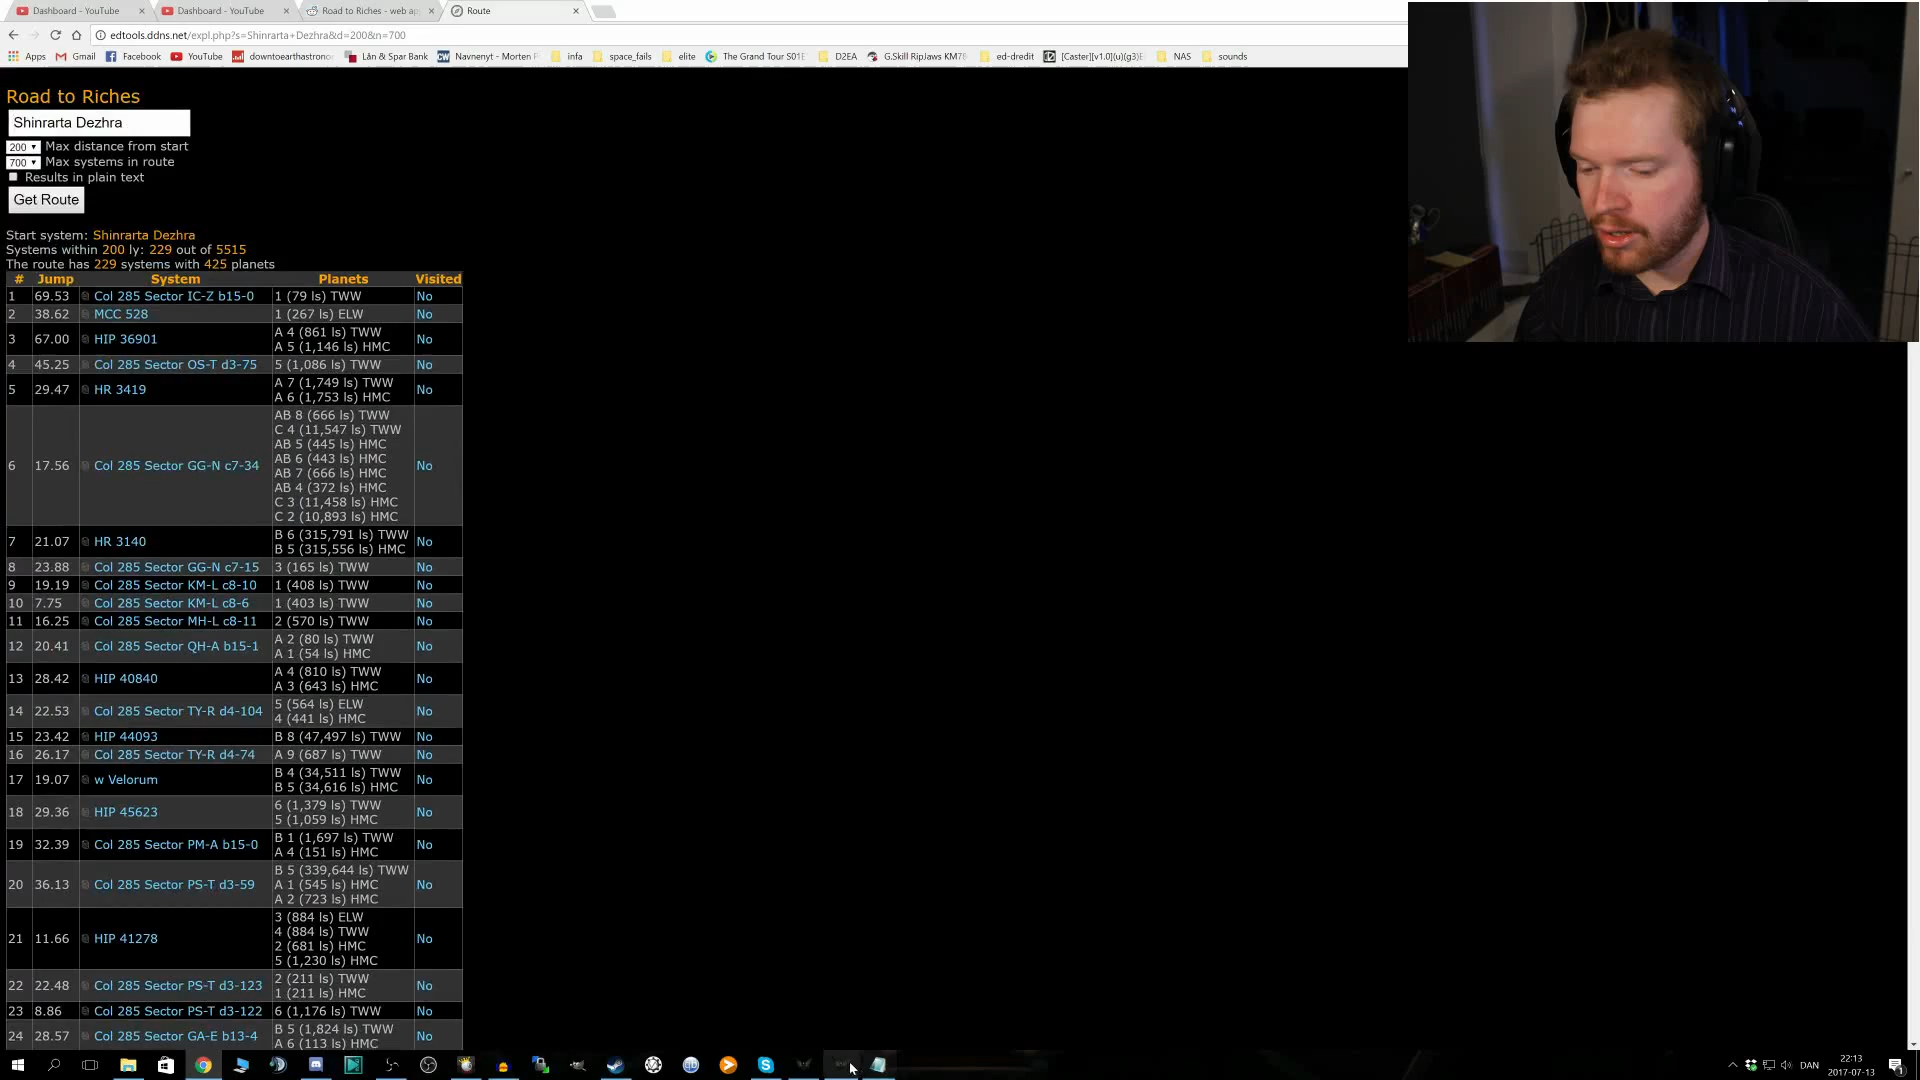 Dashboard - YouTube
Dashboard - YouTube
Road to Riches - web ap
Route
edtools.ddns.net/expl.php?s=Shinrarta+Dezhra&d=200&n=700
Apps
Gmail
Facebook
YouTube
downtoearthastrono
Lån & Spar Bank
Navnenyt - Morten P
infa
space_fails
elite
The Grand Tour S01E
D2EA
G.Skill RipJaws KM78
ed-dredit
[Caster][v1.0](u)(g3)E
NAS
sounds
Road to Riches
Shinrarta Dezhra
200 Max distance from start
700 Max systems in route
Results in plain text
Get Route
Start system: Shinrarta Dezhra
Systems within 200 ly: 229 out of 5515
The route has 229 systems with 425 planets
# Jump System Planets Visited
1 69.53 Col 285 Sector IC-Z b15-0 1 (79 ls) TWW No
2 38.62 MCC 528 1 (267 ls) ELW No
3 67.00 HIP 36901 A 4 (861 ls) TWW No
A 5 (1,146 ls) HMC
4 45.25 Col 285 Sector OS-T d3-75 5 (1,086 ls) TWW No
5 29.47 HR 3419 A 7 (1,749 ls) TWW No
A 6 (1,753 ls) HMC
6 17.56 Col 285 Sector GG-N c7-34 AB 8 (666 ls) TWW No
C 4 (11,547 ls) TWW
AB 5 (445 ls) HMC
AB 6 (443 ls) HMC
AB 7 (666 ls) HMC
AB 4 (372 ls) HMC
C 3 (11,458 ls) HMC
C 2 (10,893 ls) HMC
7 21.07 HR 3140 B 6 (315,791 ls) TWW No
B 5 (315,556 ls) HMC
8 23.88 Col 285 Sector GG-N c7-15 3 (165 ls) TWW No
9 19.19 Col 285 Sector KM-L c8-10 1 (408 ls) TWW No
10 7.75 Col 285 Sector KM-L c8-6 1 (403 ls) TWW No
11 16.25 Col 285 Sector MH-L c8-11 2 (570 ls) TWW No
12 20.41 Col 285 Sector QH-A b15-1 A 2 (80 ls) TWW No
A 1 (54 ls) HMC
13 28.42 HIP 40840 A 4 (810 ls) TWW No
A 3 (643 ls) HMC
14 22.53 Col 285 Sector TY-R d4-104 5 (564 ls) ELW No
4 (441 ls) HMC
15 23.42 HIP 44093 B 8 (47,497 ls) TWW No
16 26.17 Col 285 Sector TY-R d4-74 A 9 (687 ls) TWW No
17 19.07 w Velorum B 4 (34,511 ls) TWW No
B 5 (34,616 ls) HMC
18 29.36 HIP 45623 6 (1,379 ls) TWW No
5 (1,059 ls) HMC
19 32.39 Col 285 Sector PM-A b15-0 B 1 (1,697 ls) TWW No
A 4 (151 ls) HMC
20 36.13 Col 285 Sector PS-T d3-59 B 5 (339,644 ls) TWW No
A 1 (545 ls) HMC
A 2 (723 ls) HMC
21 11.66 HIP 41278 3 (884 ls) ELW No
4 (884 ls) TWW
2 (681 ls) HMC
5 (1,230 ls) HMC
22 22.48 Col 285 Sector PS-T d3-123 2 (211 ls) TWW No
1 (211 ls) HMC
23 8.86 Col 285 Sector PS-T d3-122 6 (1,176 ls) TWW No
24 28.57 Col 285 Sector GA-E b13-4 B 5 (1,824 ls) TWW No
A 6 (113 ls) HMC
DAN
22:13
2017-07-13